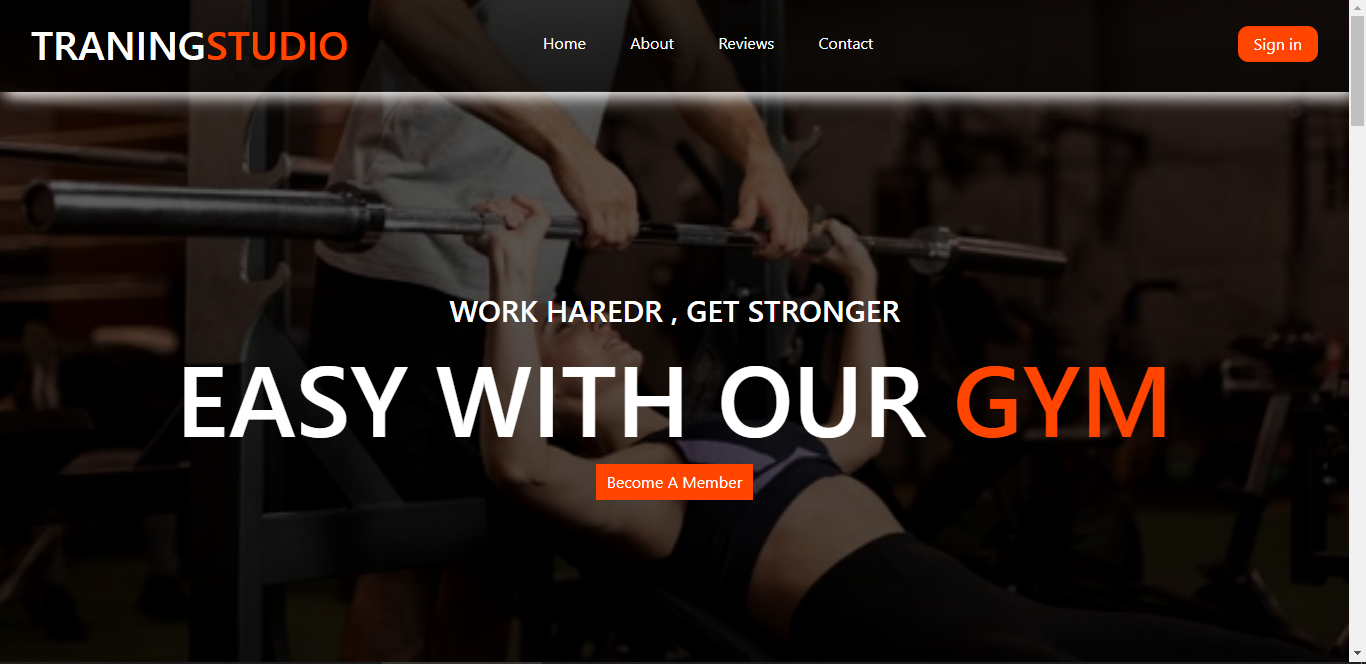 TRANINGSTUDIO
Home About Reviews Contact
Sign in
WORK HAREDR , GET STRONGER
EASY WITH OUR GYM
Become A Member